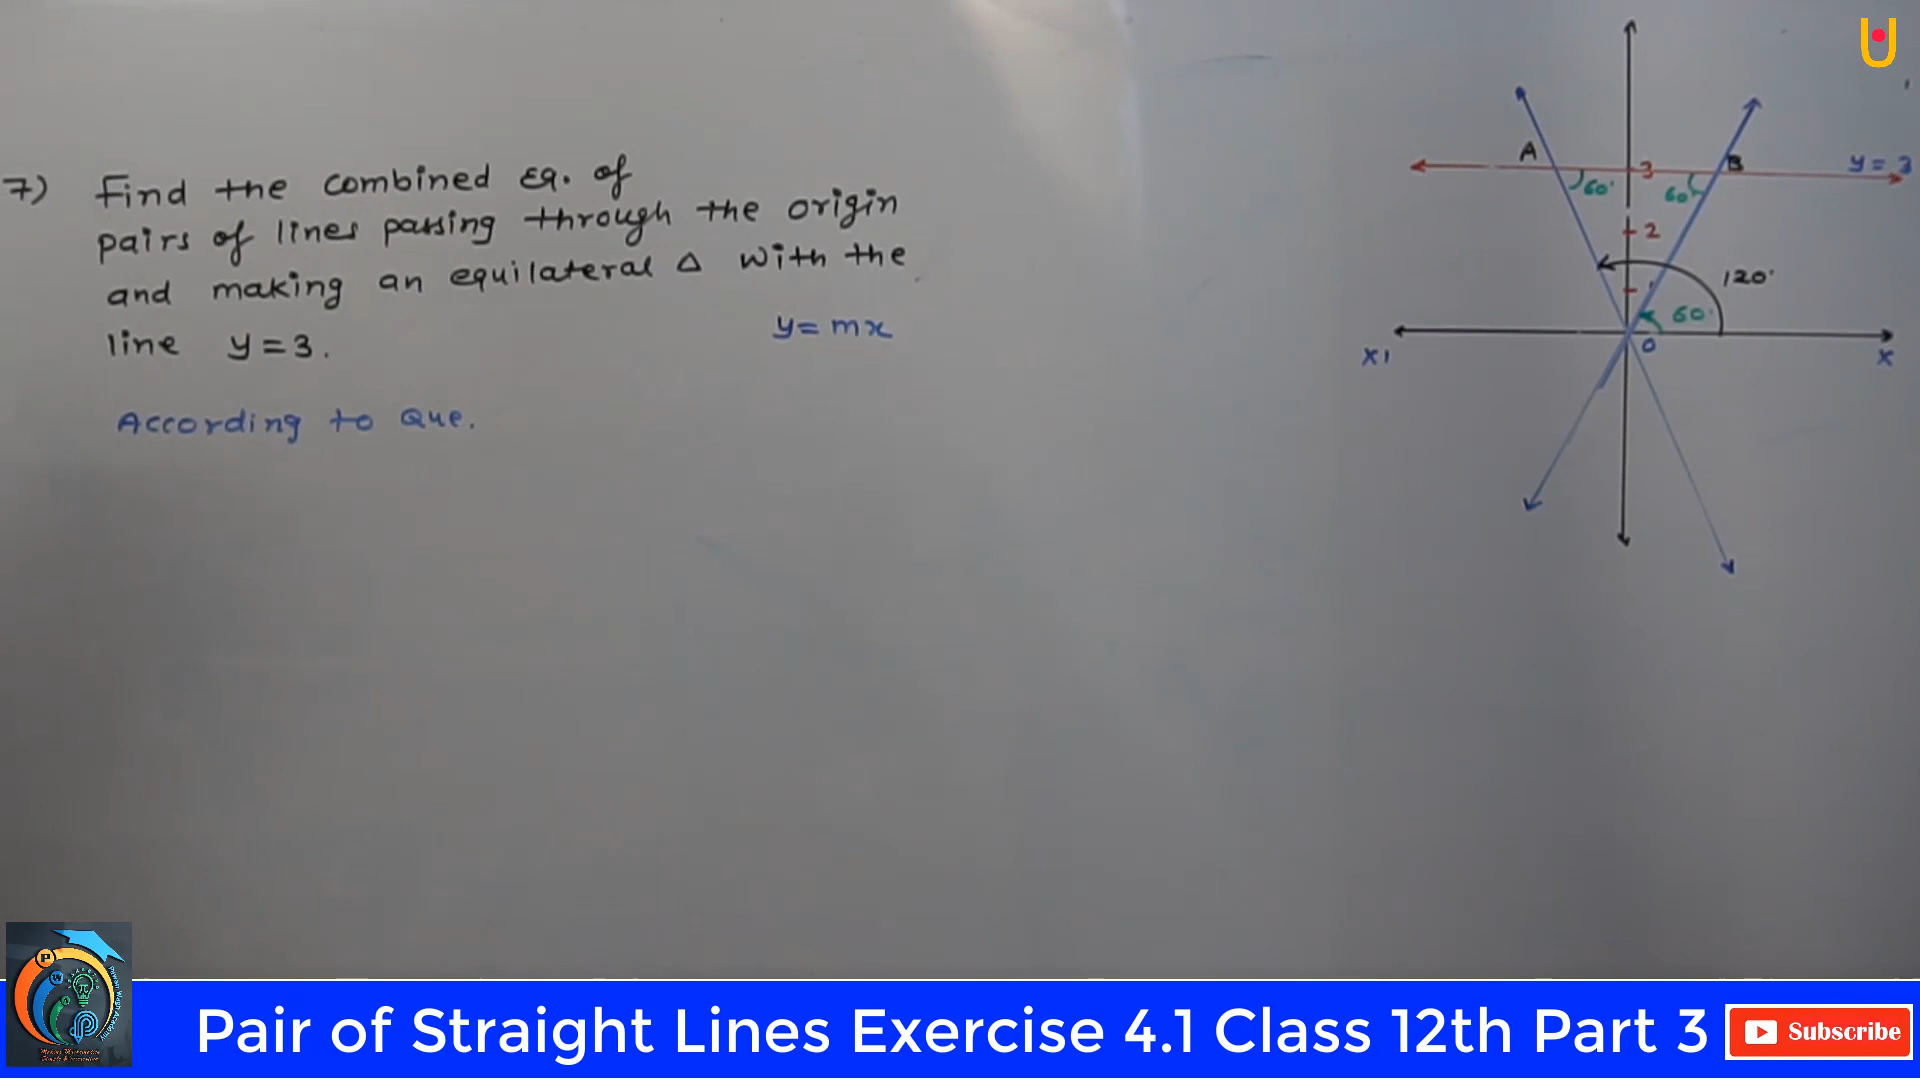 7) Find the combined Eq. of
pairs of lines passing through the origin
and making an equilateral Δ with the
line y = 3.
y = mx
According to Que.
A
3
B
y = 3
60°
60°
2
120°
1
60°
X1
O
X
Pair of Straight Lines Exercise 4.1 Class 12th Part 3
Subscribe